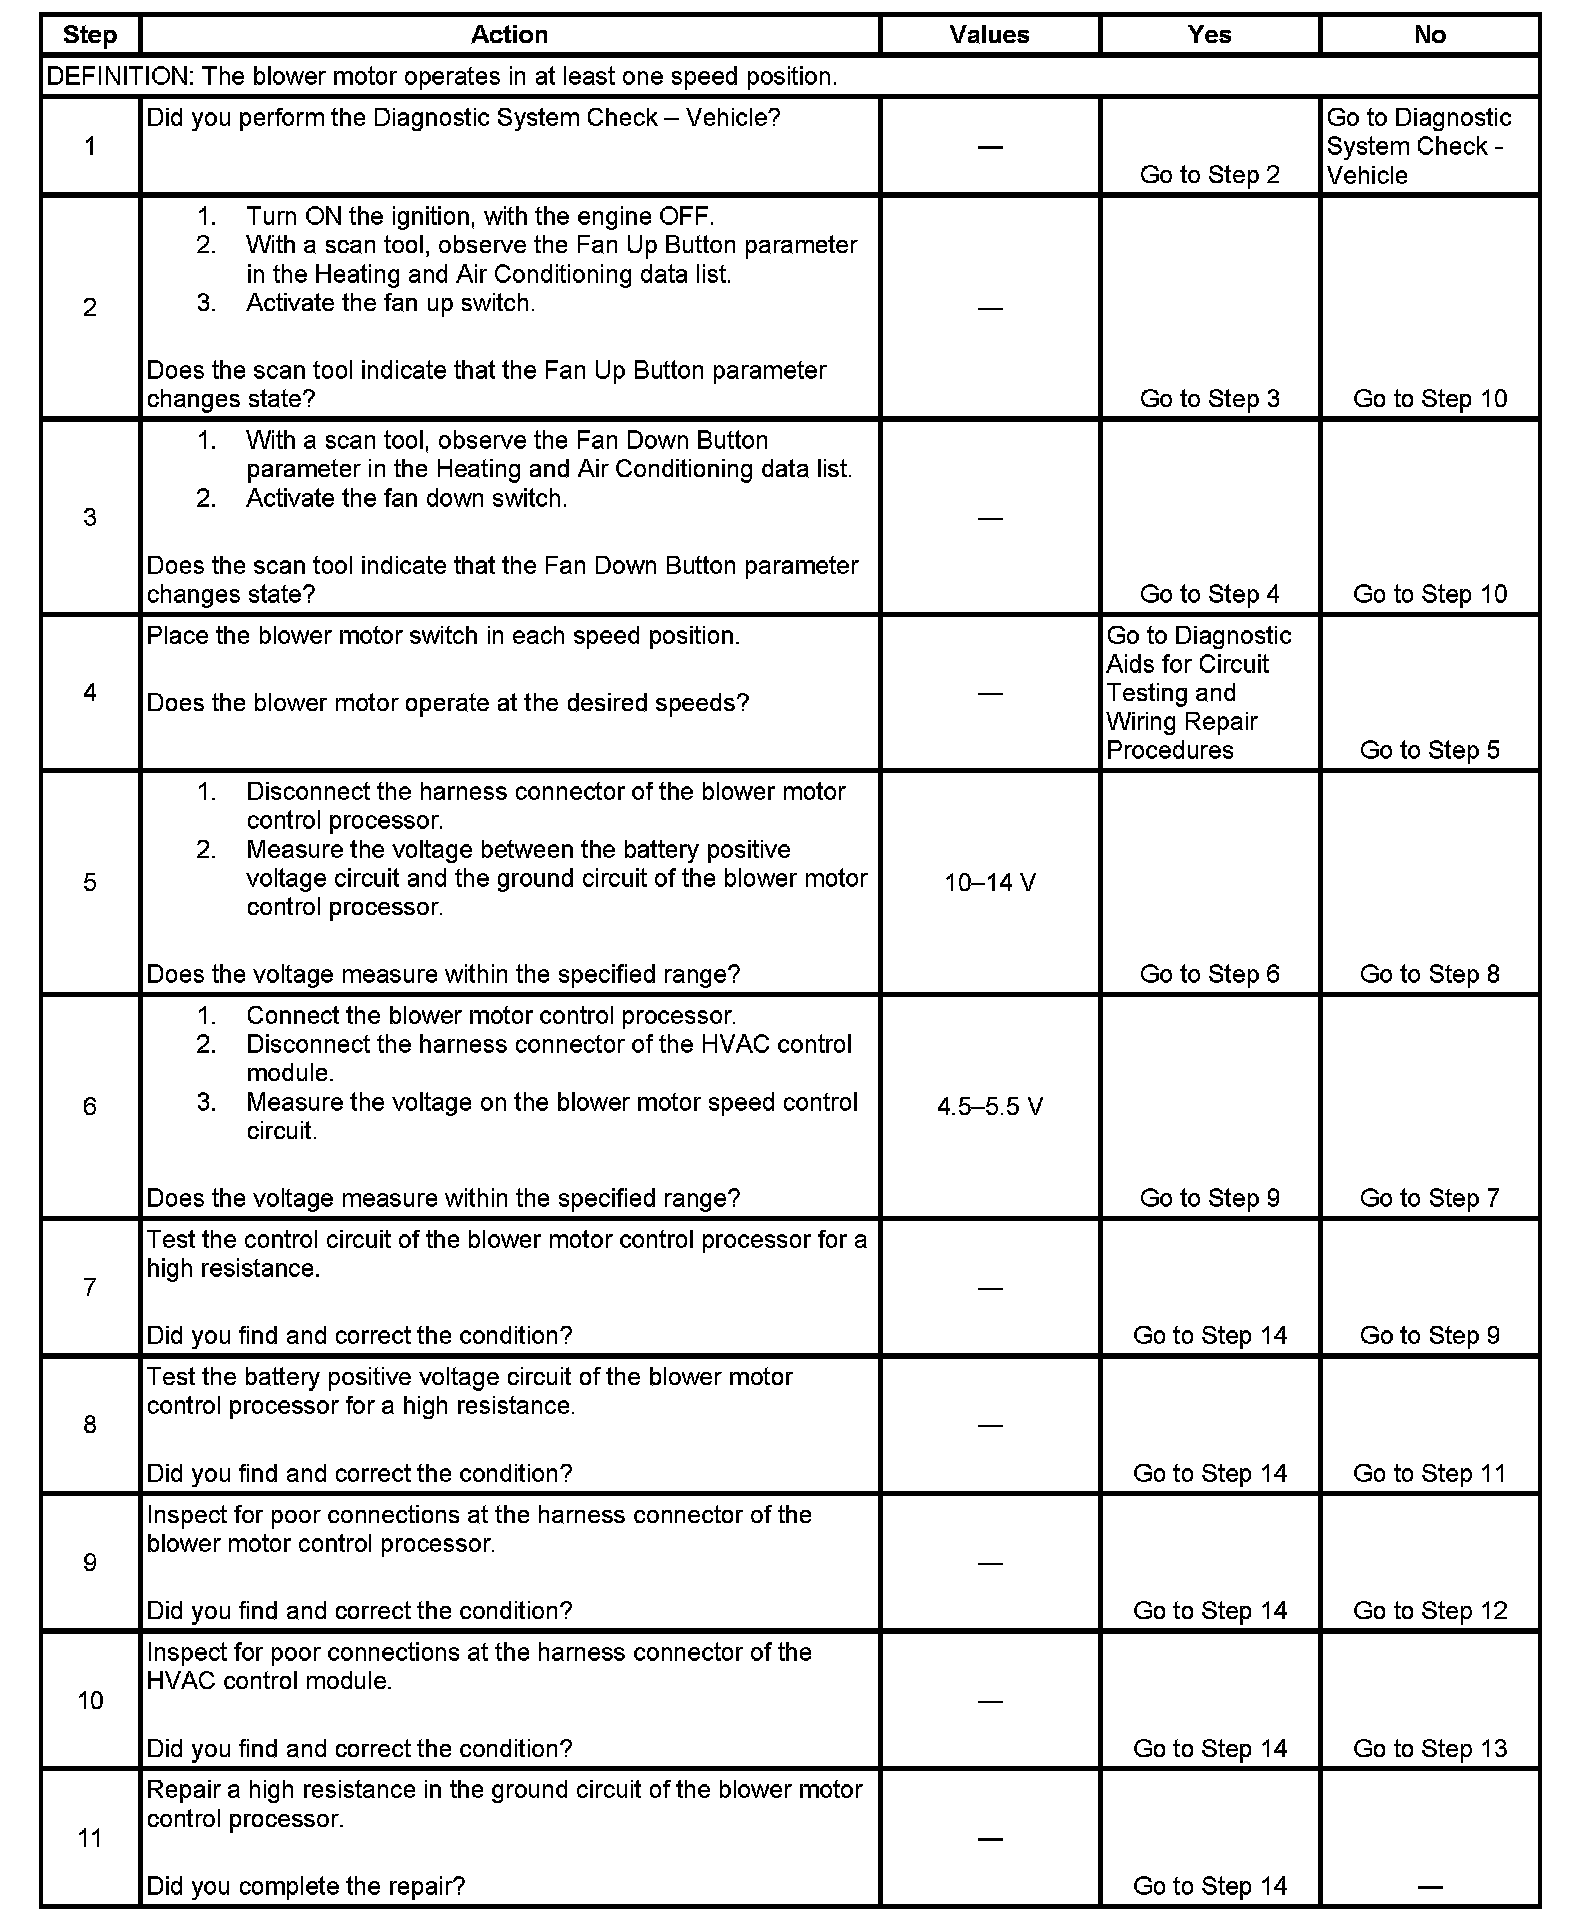 Step Action Values Yes No
DEFINITION: The blower motor operates in at least one speed position.
1
Did you perform the Diagnostic System Check – Vehicle?
—
Go to Step 2
Go to Diagnostic
System Check -
Vehicle
2
1. Turn ON the ignition, with the engine OFF.
2. With a scan tool, observe the Fan Up Button parameter
in the Heating and Air Conditioning data list.
3. Activate the fan up switch.
Does the scan tool indicate that the Fan Up Button parameter
changes state?
—
Go to Step 3
Go to Step 10
3
1. With a scan tool, observe the Fan Down Button
parameter in the Heating and Air Conditioning data list.
2. Activate the fan down switch.
Does the scan tool indicate that the Fan Down Button parameter
changes state?
—
Go to Step 4
Go to Step 10
4
Place the blower motor switch in each speed position.
Does the blower motor operate at the desired speeds?
—
Go to Diagnostic
Aids for Circuit
Testing and
Wiring Repair
Procedures
Go to Step 5
5
1. Disconnect the harness connector of the blower motor
control processor.
2. Measure the voltage between the battery positive
voltage circuit and the ground circuit of the blower motor
control processor.
Does the voltage measure within the specified range?
10–14 V
Go to Step 6
Go to Step 8
6
1. Connect the blower motor control processor.
2. Disconnect the harness connector of the HVAC control
module.
3. Measure the voltage on the blower motor speed control
circuit.
Does the voltage measure within the specified range?
4.5–5.5 V
Go to Step 9
Go to Step 7
7
Test the control circuit of the blower motor control processor for a
high resistance.
Did you find and correct the condition?
—
Go to Step 14
Go to Step 9
8
Test the battery positive voltage circuit of the blower motor
control processor for a high resistance.
Did you find and correct the condition?
—
Go to Step 14
Go to Step 11
9
Inspect for poor connections at the harness connector of the
blower motor control processor.
Did you find and correct the condition?
—
Go to Step 14
Go to Step 12
10
Inspect for poor connections at the harness connector of the
HVAC control module.
Did you find and correct the condition?
—
Go to Step 14
Go to Step 13
11
Repair a high resistance in the ground circuit of the blower motor
control processor.
Did you complete the repair?
—
Go to Step 14
—